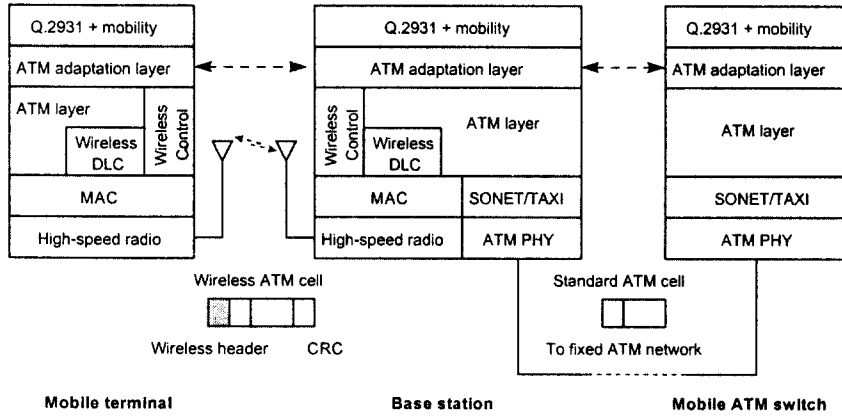 Q.2931 + mobility
ATM adaptation layer
ATM layer
Wireless
DLC
Wireless
Control
MAC
High-speed radio
Q.2931 + mobility
ATM adaptation layer
Wireless
Control
Wireless
DLC
ATM layer
MAC
SONET/TAXI
High-speed radio
ATM PHY
Q.2931 + mobility
ATM adaptation layer
ATM layer
SONET/TAXI
ATM PHY
Wireless ATM cell
Wireless header
CRC
Standard ATM cell
To fixed ATM network
Mobile terminal
Base station
Mobile ATM switch